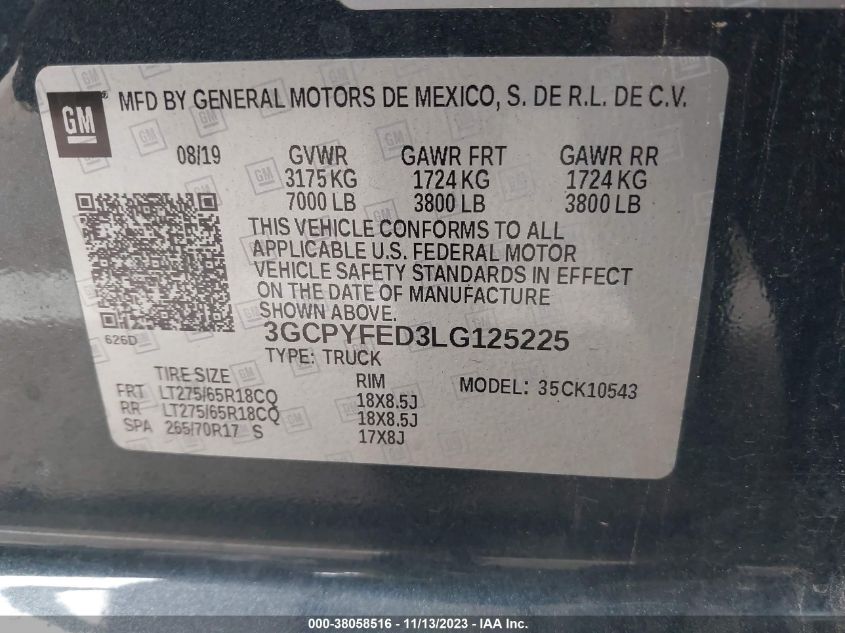 GM
MFD BY GENERAL MOTORS DE MEXICO, S. DE R.L. DE C.V.
08/19 GVWR GAWR FRT GAWR RR
3175 KG 1724 KG 1724 KG
7000 LB 3800 LB 3800 LB
THIS VEHICLE CONFORMS TO ALL
APPLICABLE U.S. FEDERAL MOTOR
VEHICLE SAFETY STANDARDS IN EFFECT
ON THE DATE OF MANUFACTURE
SHOWN ABOVE.
626D
3GCPYFED3LG125225
TYPE: TRUCK
TIRE SIZE RIM MODEL: 35CK10543
FRT LT275/65R18CQ 18X8.5J
RR LT275/65R18CQ 18X8.5J
SPA 265/70R17 S 17X8J
000-38058516 - 11/13/2023 - IAA Inc.